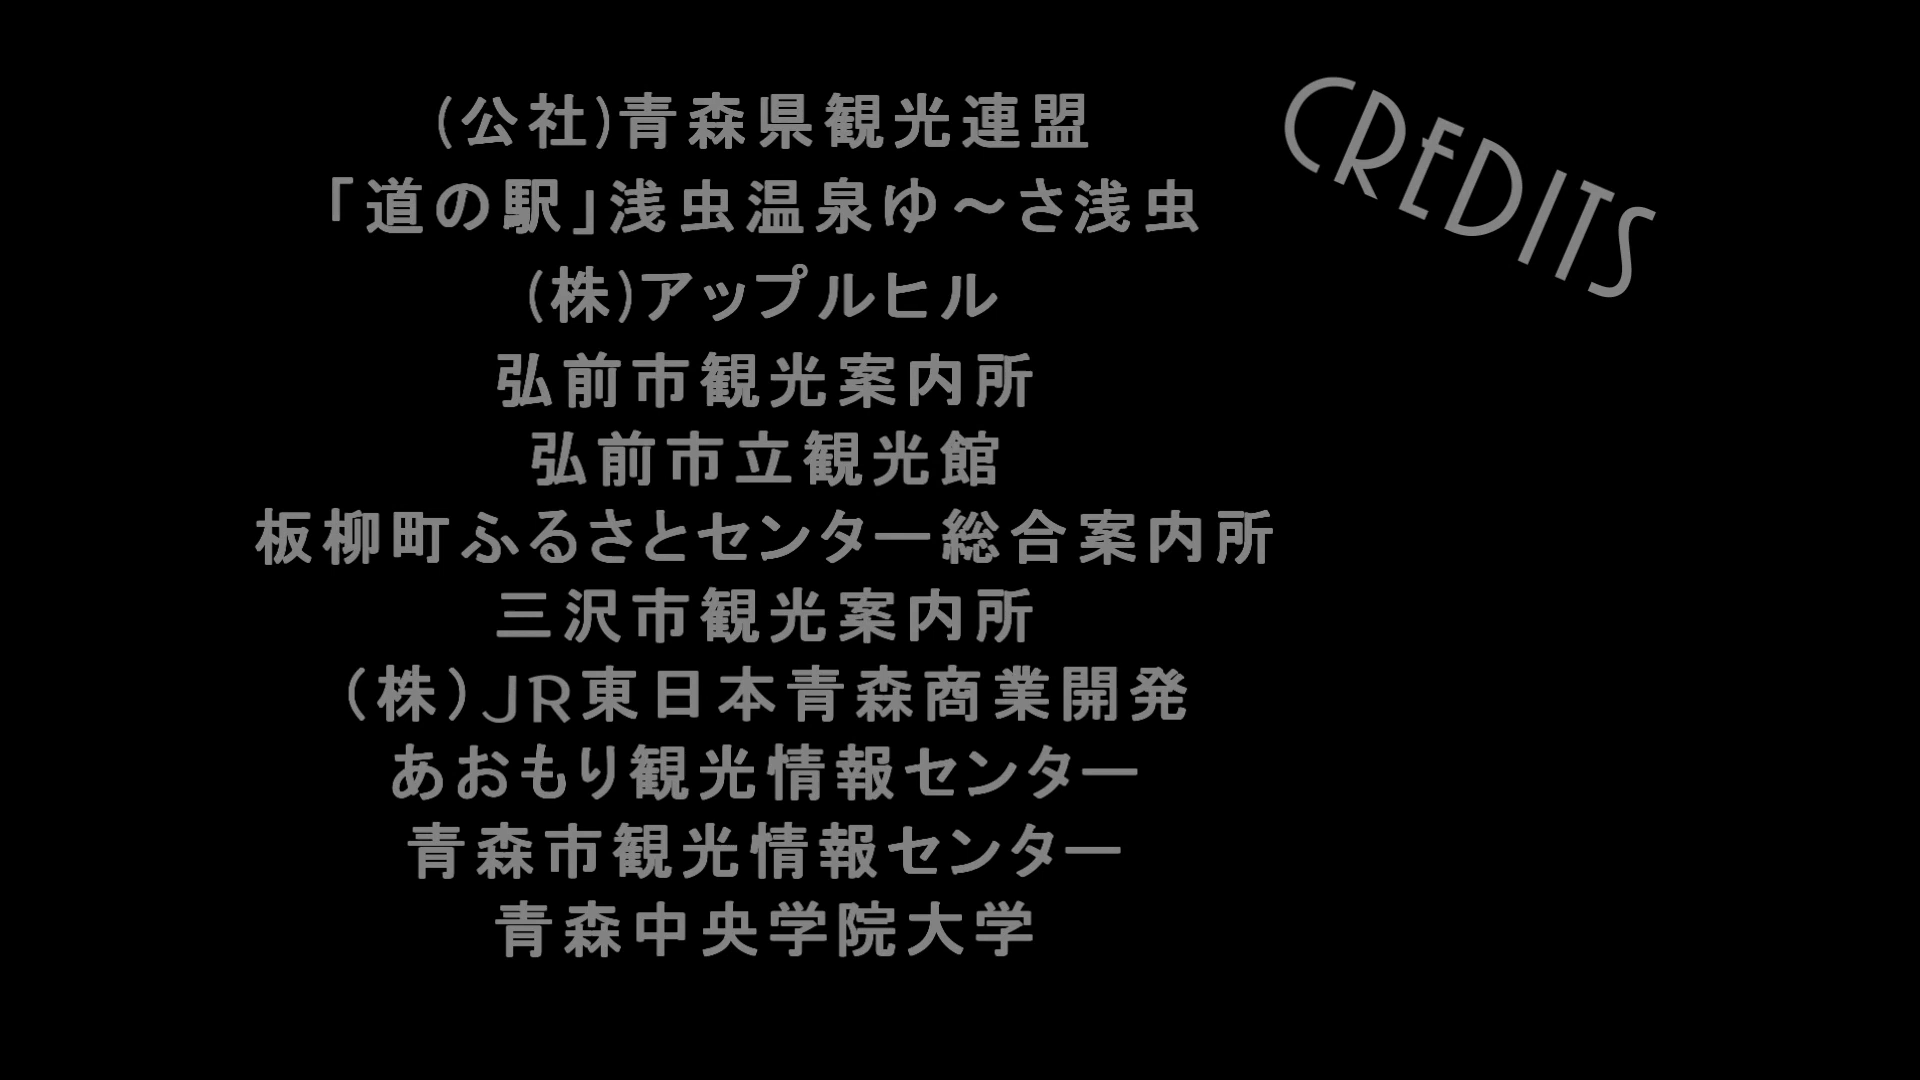 CREDITS
(公社)青森県観光連盟
「道の駅」浅虫温泉ゆ～さ浅虫
(株)アップルヒル
弘前市観光案内所
弘前市立観光館
板柳町ふるさとセンター総合案内所
三沢市観光案内所
(株)JR東日本青森商業開発
あおもり観光情報センター
青森市観光情報センター
青森中央学院大学